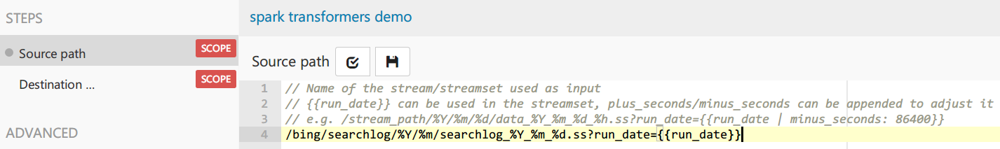 STEPS
spark transformers demo
Source path
SCOPE
Destination ...
SCOPE
ADVANCED
Source path
1 // Name of the stream/streamset used as input
2 // {{run_date}} can be used in the streamset, plus_seconds/minus_seconds can be appended to adjust it
3 // e.g. /stream_path/%Y/%m/%d/data_%Y_%m_%d_%h.ss?run_date={{run_date | minus_seconds: 86400}}
4 /bing/searchlog/%Y/%m/searchlog_%Y_%m_%d.ss?run_date={{run_date}}